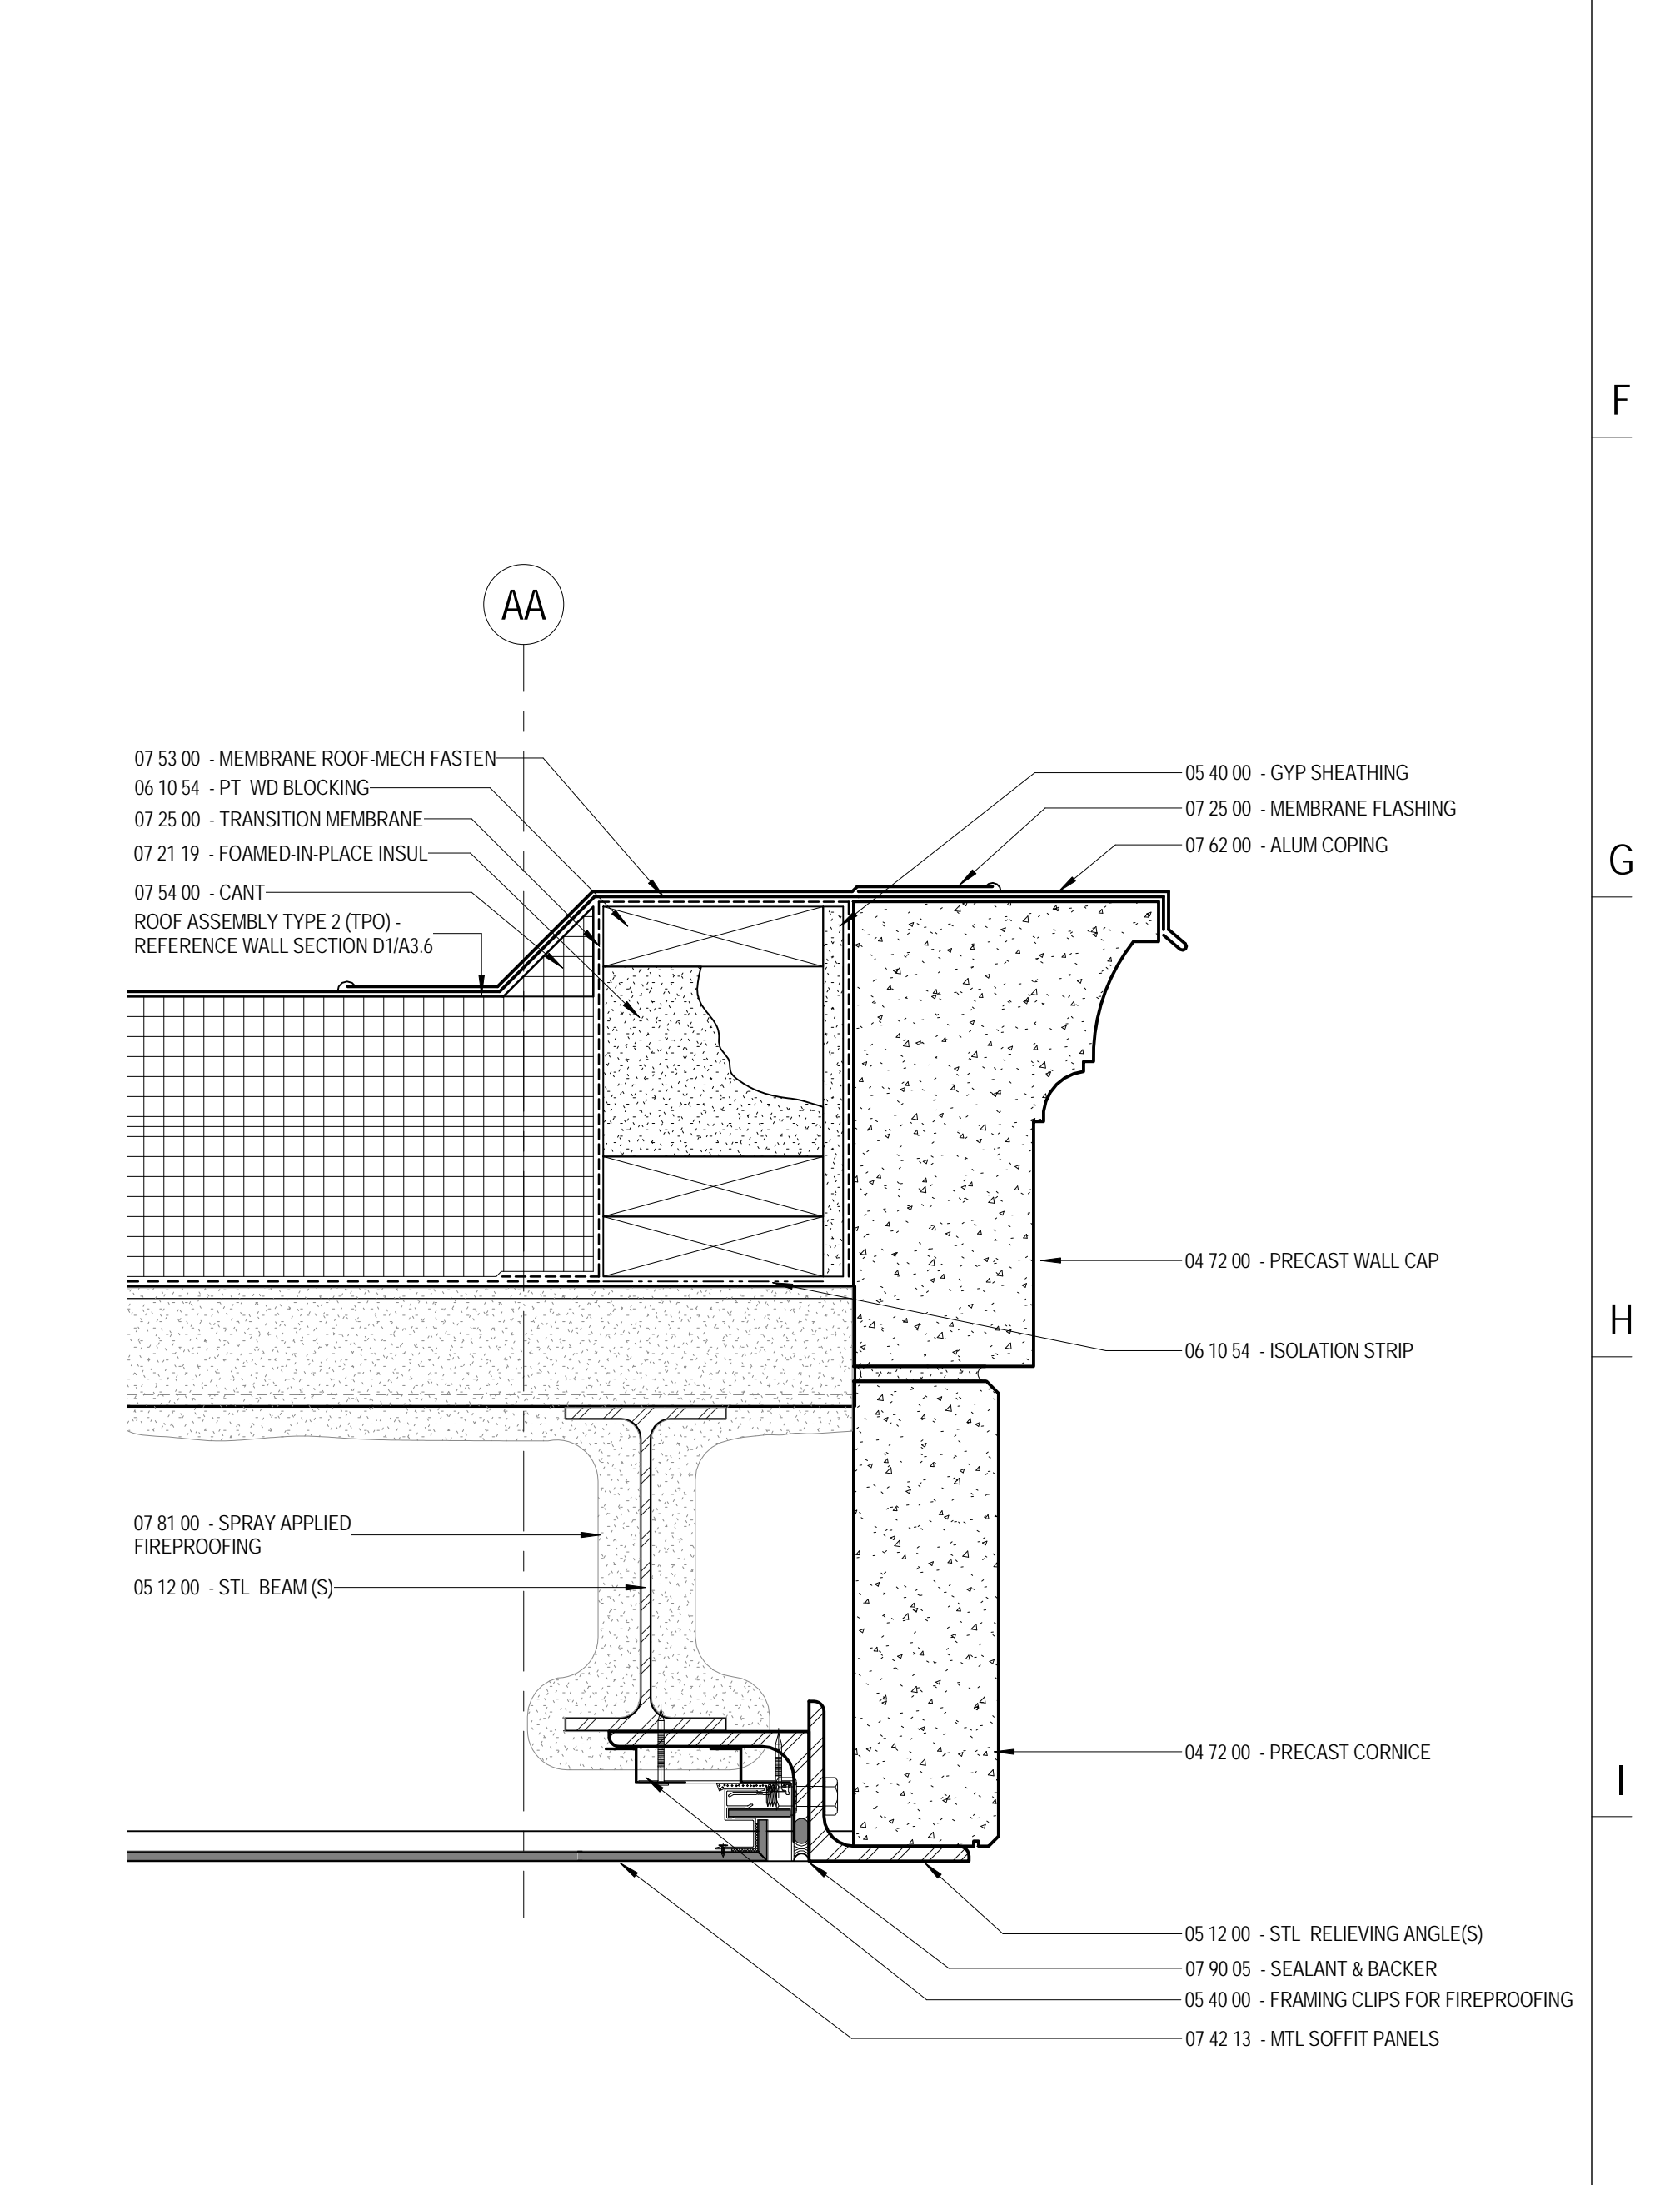 F
AA
07 53 00 - MEMBRANE ROOF-MECH FASTEN
06 10 54 - PT WD BLOCKING
07 25 00 - TRANSITION MEMBRANE
07 21 19 - FOAMED-IN-PLACE INSUL
07 54 00 - CANT
ROOF ASSEMBLY TYPE 2 (TPO) -
REFERENCE WALL SECTION D1/A3.6
05 40 00 - GYP SHEATHING
07 25 00 - MEMBRANE FLASHING
07 62 00 - ALUM COPING
G
04 72 00 - PRECAST WALL CAP
06 10 54 - ISOLATION STRIP
H
07 81 00 - SPRAY APPLIED
FIREPROOFING
05 12 00 - STL BEAM (S)
04 72 00 - PRECAST CORNICE
I
05 12 00 - STL RELIEVING ANGLE(S)
07 90 05 - SEALANT & BACKER
05 40 00 - FRAMING CLIPS FOR FIREPROOFING
07 42 13 - MTL SOFFIT PANELS